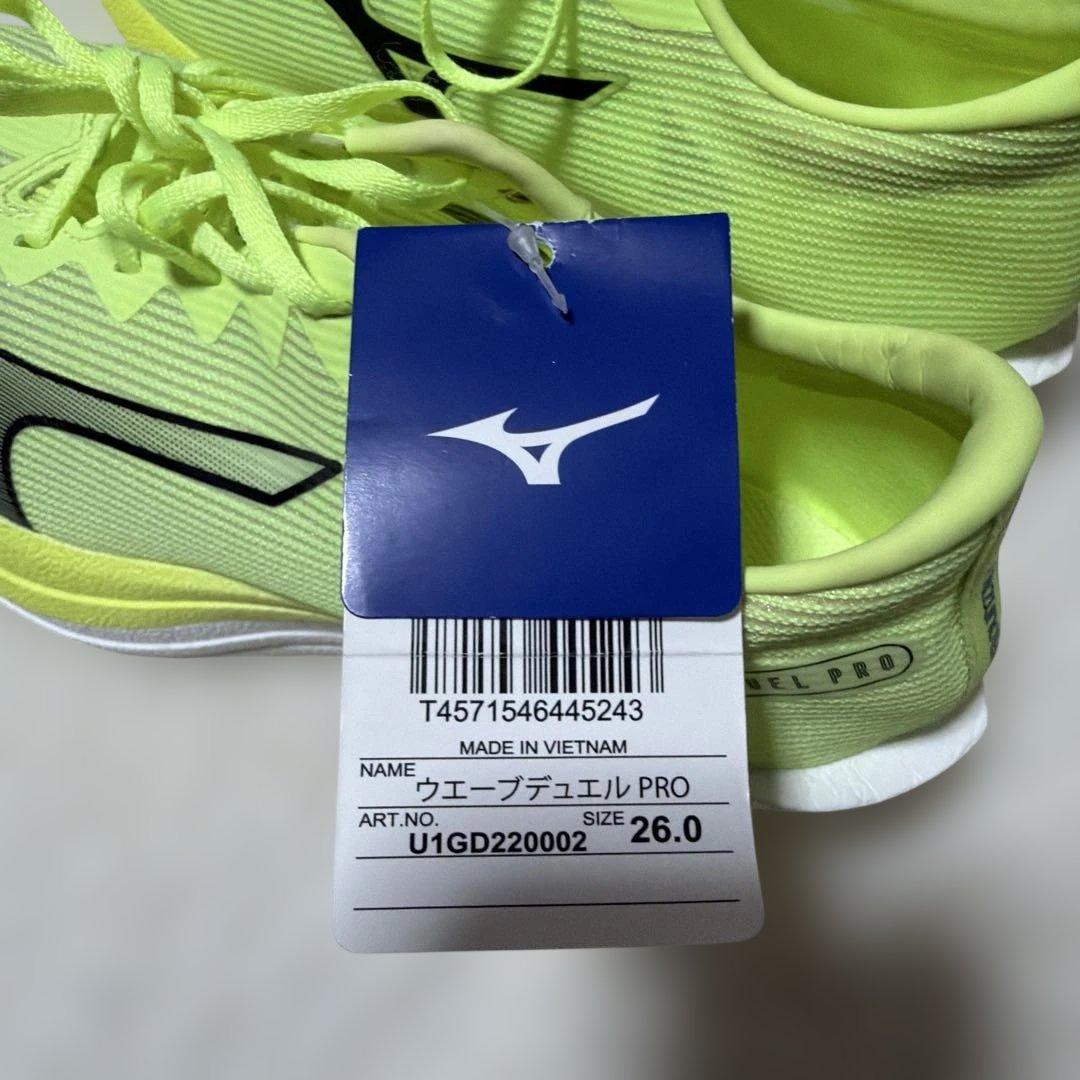 T4571546445243
MADE IN VIETNAM
NAME ウエーブデュエル PRO
ART.NO. U1GD220002 SIZE 26.0
PRO